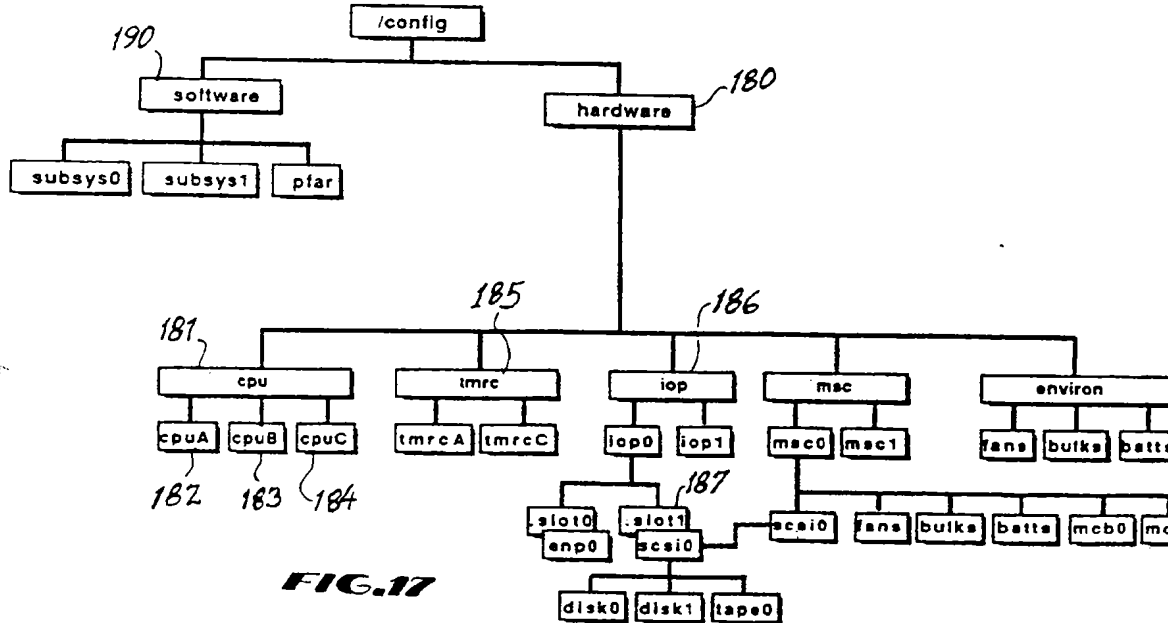 /config
190
software
hardware
180
subsys0 subsys1 pfar
181
185
186
cpu tmrc iop msc environ
cpuA cpuB cpuC tmrcA tmrcC iop0 iop1 msc0 msc1 fans bulks batts
182 183 184
187
.slot0 .slot1
enp0 scsi0 scsi0 fans bulks batts mcb0
FIG.17
disk0 disk1 tape0